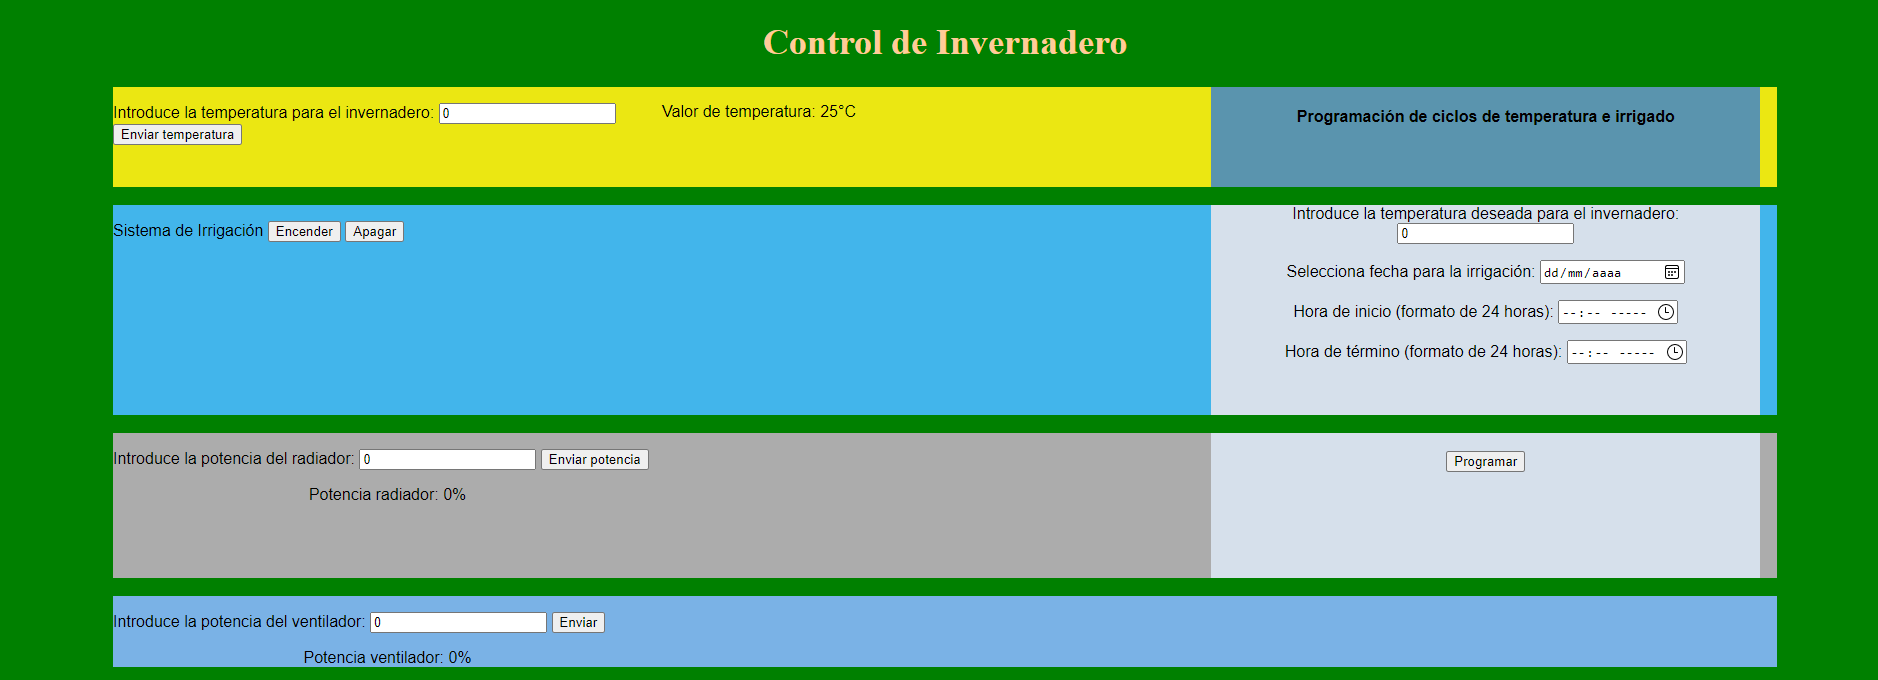 Control de Invernadero
Introduce la temperatura para el invernadero: 0
Enviar temperatura
Valor de temperatura: 25°C
Programación de ciclos de temperatura e irrigado
Sistema de Irrigación Encender Apagar
Introduce la temperatura deseada para el invernadero:
0
Selecciona fecha para la irrigación: dd/mm/aaaa
Hora de inicio (formato de 24 horas): --:-- -----
Hora de término (formato de 24 horas): --:-- -----
Introduce la potencia del radiador: 0 Enviar potencia
Potencia radiador: 0%
Programar
Introduce la potencia del ventilador: 0 Enviar
Potencia ventilador: 0%